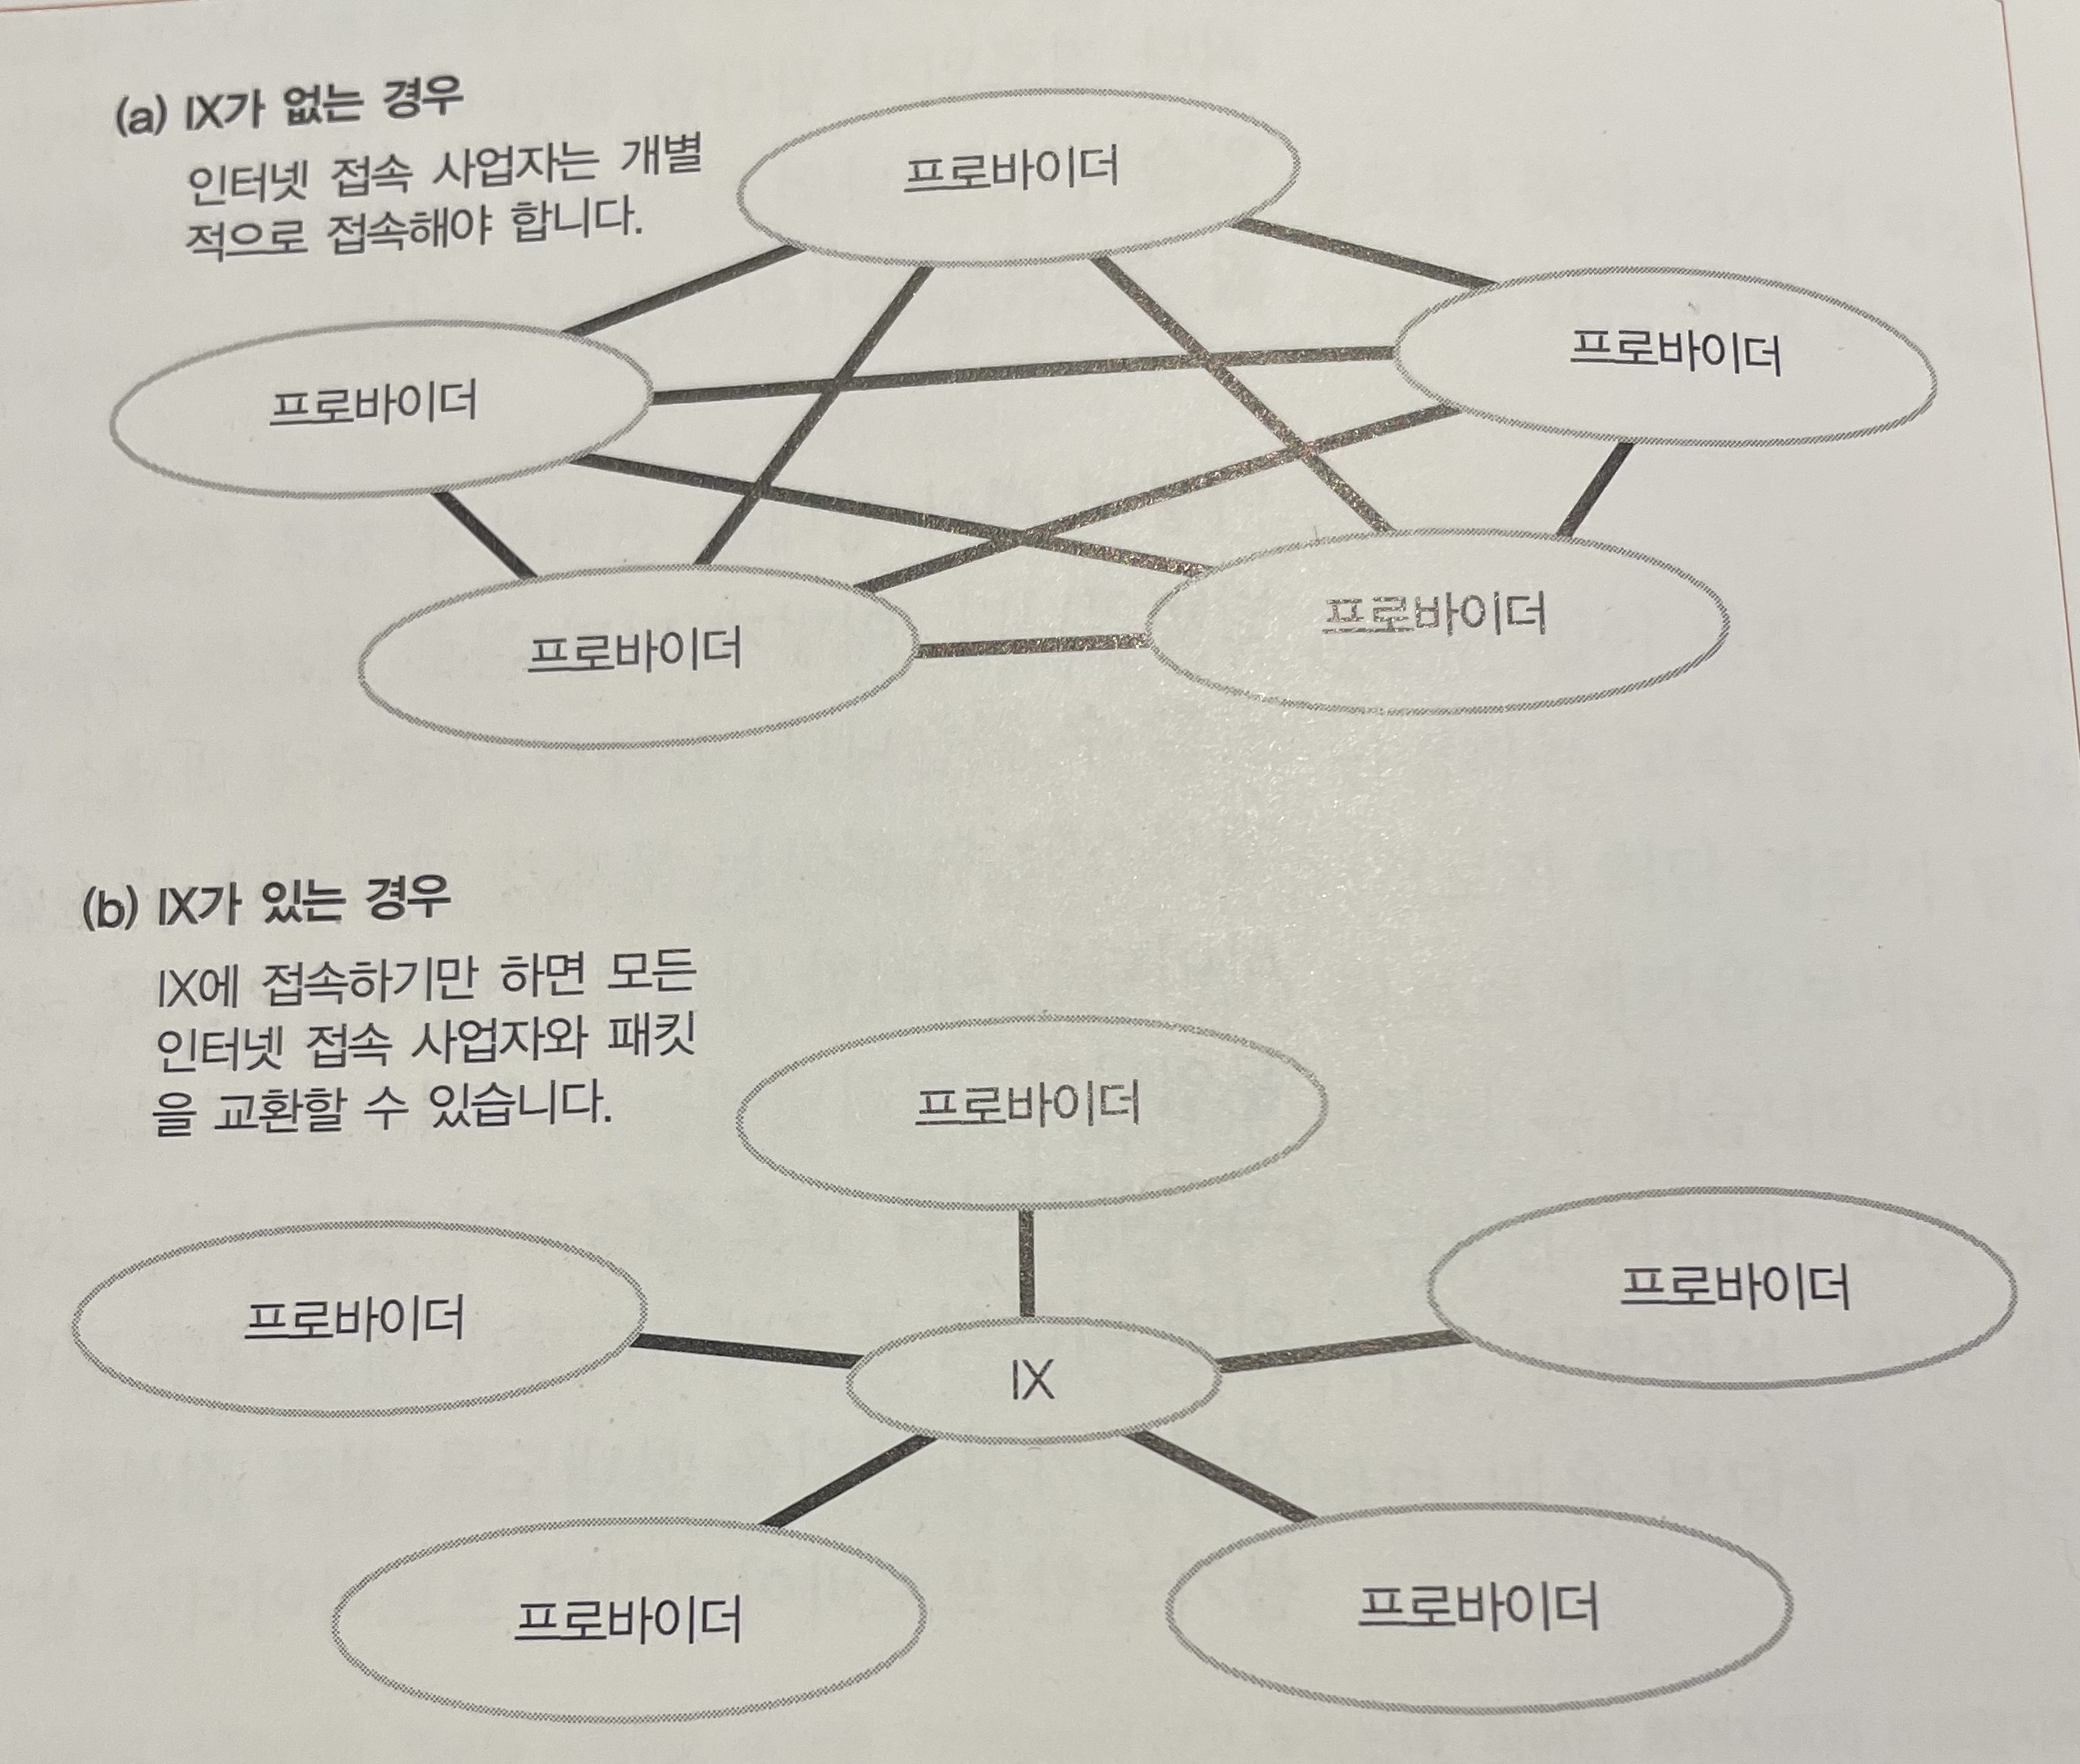 (a) IX가 없는 경우
인터넷 접속 사업자는 개별
적으로 접속해야 합니다.
프로바이더
프로바이더
프로바이더
프로바이더
프로바이더
(b) IX가 있는 경우
IX에 접속하기만 하면 모든
인터넷 접속 사업자와 패킷
을 교환할 수 있습니다.
프로바이더
프로바이더
프로바이더
IX
프로바이더
프로바이더